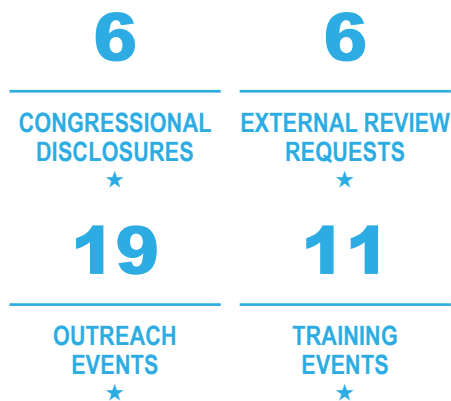 6
CONGRESSIONAL
DISCLOSURES
★
6
EXTERNAL REVIEW
REQUESTS
★
19
OUTREACH
EVENTS
★
11
TRAINING
EVENTS
★